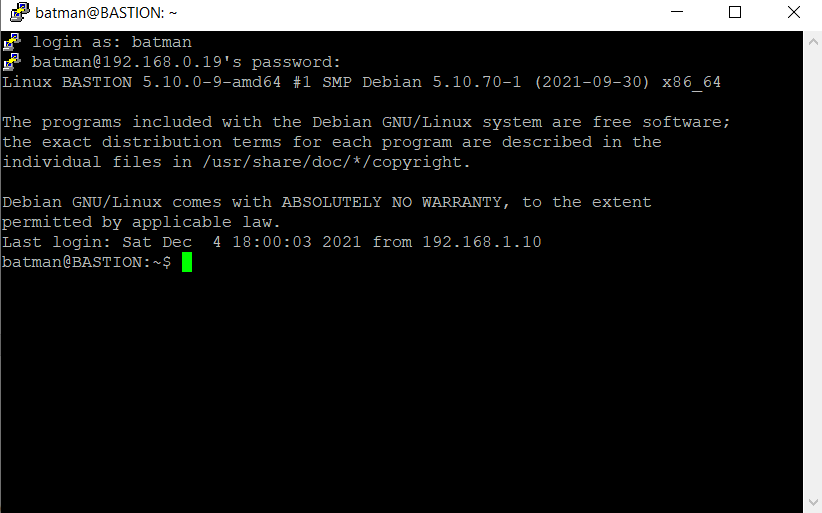 batman@BASTION: ~
login as: batman
batman@192.168.0.19's password:
Linux BASTION 5.10.0-9-amd64 #1 SMP Debian 5.10.70-1 (2021-09-30) x86_64
The programs included with the Debian GNU/Linux system are free software;
the exact distribution terms for each program are described in the
individual files in /usr/share/doc/*/copyright.
Debian GNU/Linux comes with ABSOLUTELY NO WARRANTY, to the extent
permitted by applicable law.
Last login: Sat Dec  4 18:00:03 2021 from 192.168.1.10
batman@BASTION:~$